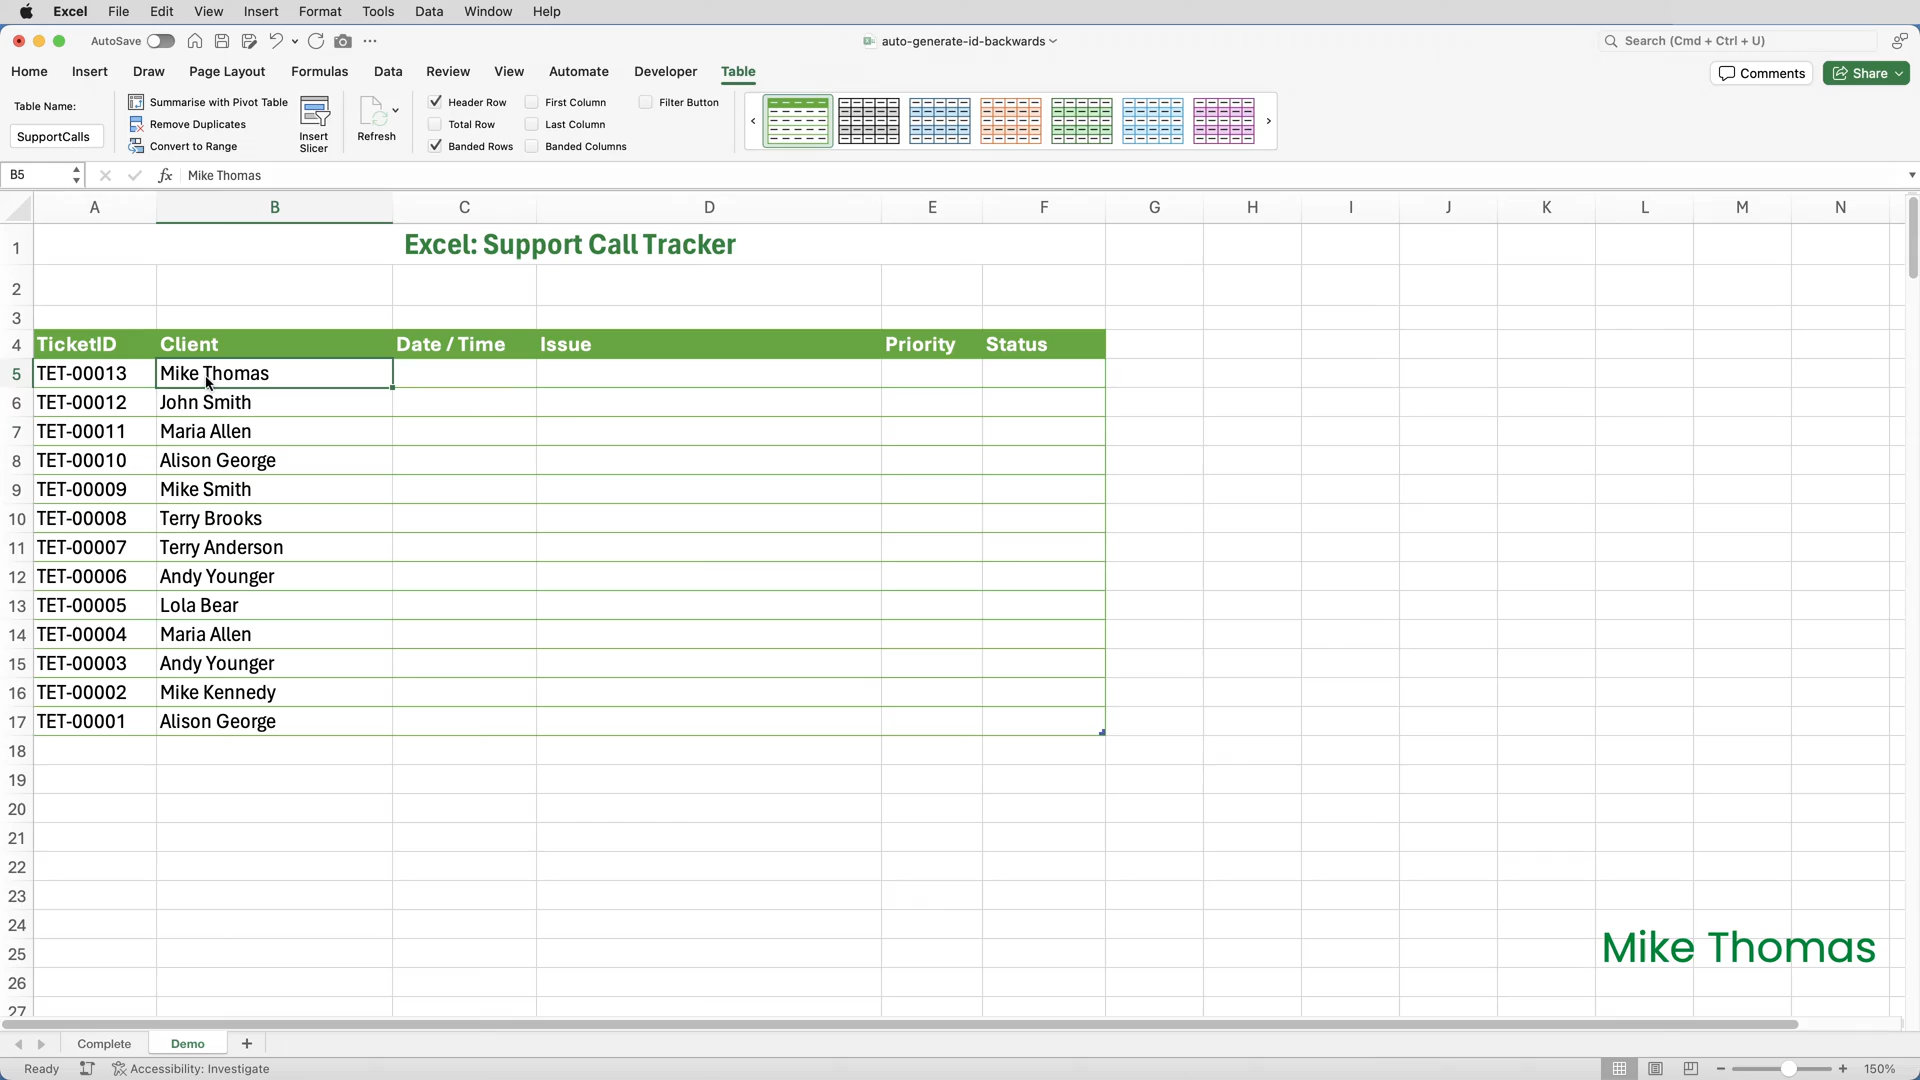 Excel File Edit View Insert Format Tools Data Window Help
AutoSave auto-generate-id-backwards Search (Cmd + Ctrl + U)
Home Insert Draw Page Layout Formulas Data Review View Automate Developer Table Comments Share
Table Name:
SupportCalls
Summarise with Pivot Table
Remove Duplicates
Convert to Range
Insert
Slicer
Refresh
Header Row First Column Filter Button
Total Row Last Column
Banded Rows Banded Columns
B5 fx Mike Thomas
A B C D E F G H I J K L M N
1 Excel: Support Call Tracker
2
3
4 TicketID Client Date / Time Issue Priority Status
5 TET-00013 Mike Thomas
6 TET-00012 John Smith
7 TET-00011 Maria Allen
8 TET-00010 Alison George
9 TET-00009 Mike Smith
10 TET-00008 Terry Brooks
11 TET-00007 Terry Anderson
12 TET-00006 Andy Younger
13 TET-00005 Lola Bear
14 TET-00004 Maria Allen
15 TET-00003 Andy Younger
16 TET-00002 Mike Kennedy
17 TET-00001 Alison George
18
19
20
21
22
23
24
25 Mike Thomas
26
27
Complete Demo +
Ready Accessibility: Investigate 150%